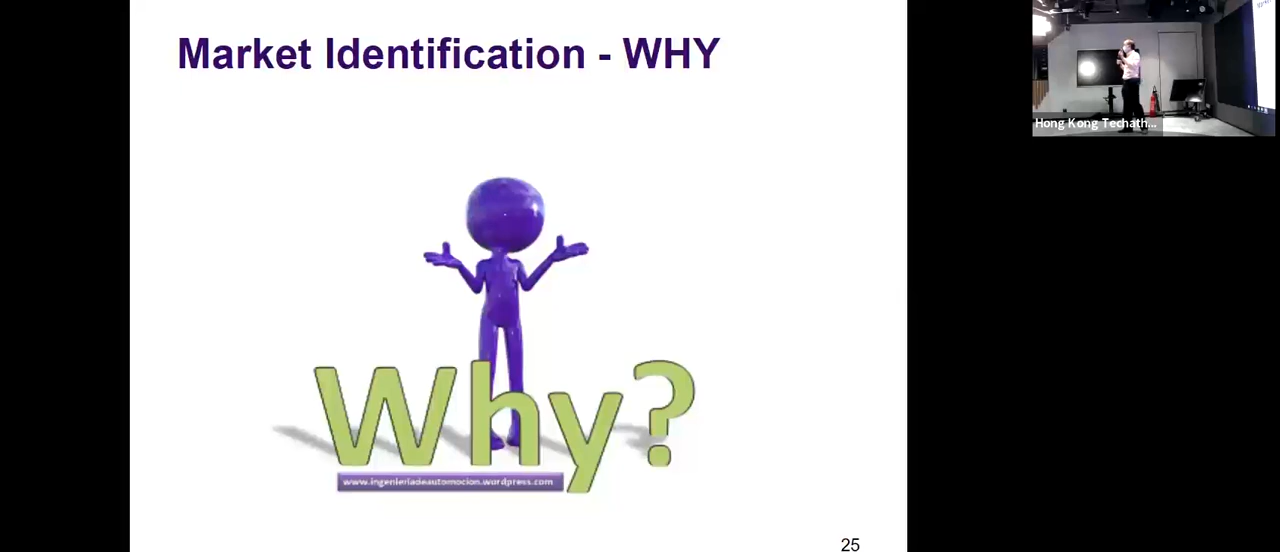 Market Identification - WHY
Hong Kong Techath...
Why?
www.ingenieriadeautomocion.wordpress.com
25